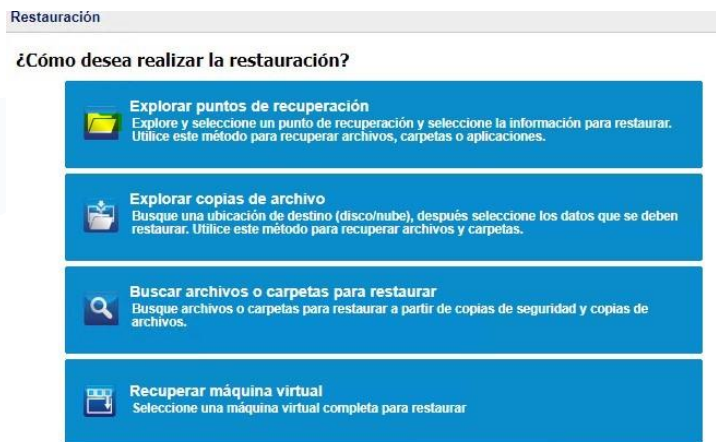 Restauración
¿Cómo desea realizar la restauración?
Explorar puntos de recuperación
Explore y seleccione un punto de recuperación y seleccione la información para restaurar.
Utilice este método para recuperar archivos, carpetas o aplicaciones.
Explorar copias de archivo
Busque una ubicación de destino (disco/nube), después seleccione los datos que se deben
restaurar. Utilice este método para recuperar archivos y carpetas.
Buscar archivos o carpetas para restaurar
Busque archivos o carpetas para restaurar a partir de copias de seguridad y copias de
archivos.
Recuperar máquina virtual
Seleccione una máquina virtual completa para restaurar